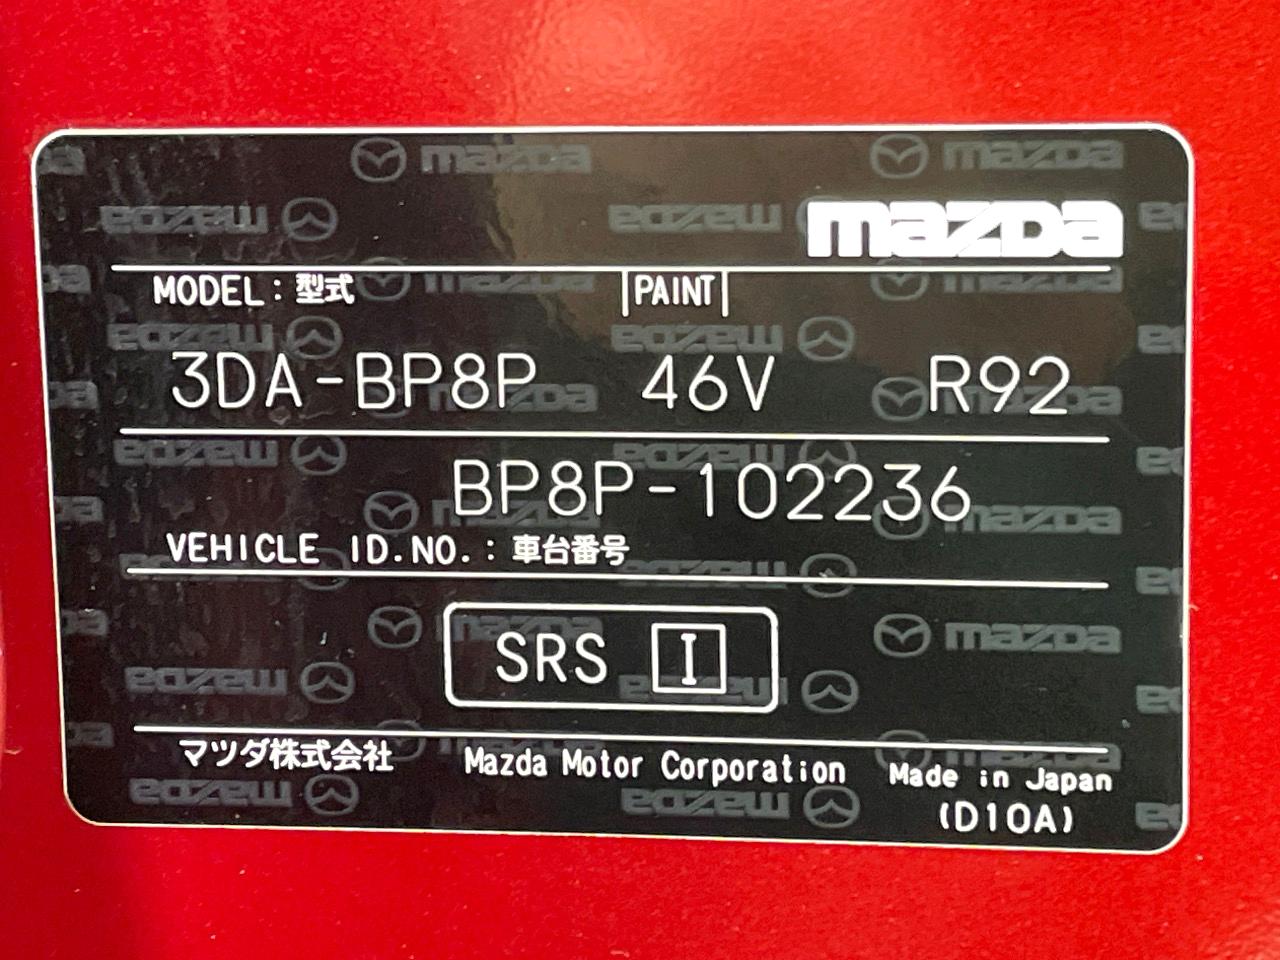 mazda
MODEL: 型式 PAINT
3DA-BP8P 46V R92
BP8P-102236
VEHICLE ID.NO.: 車台番号
SRS I
マツダ株式会社 Mazda Motor Corporation Made in Japan
(D10A)